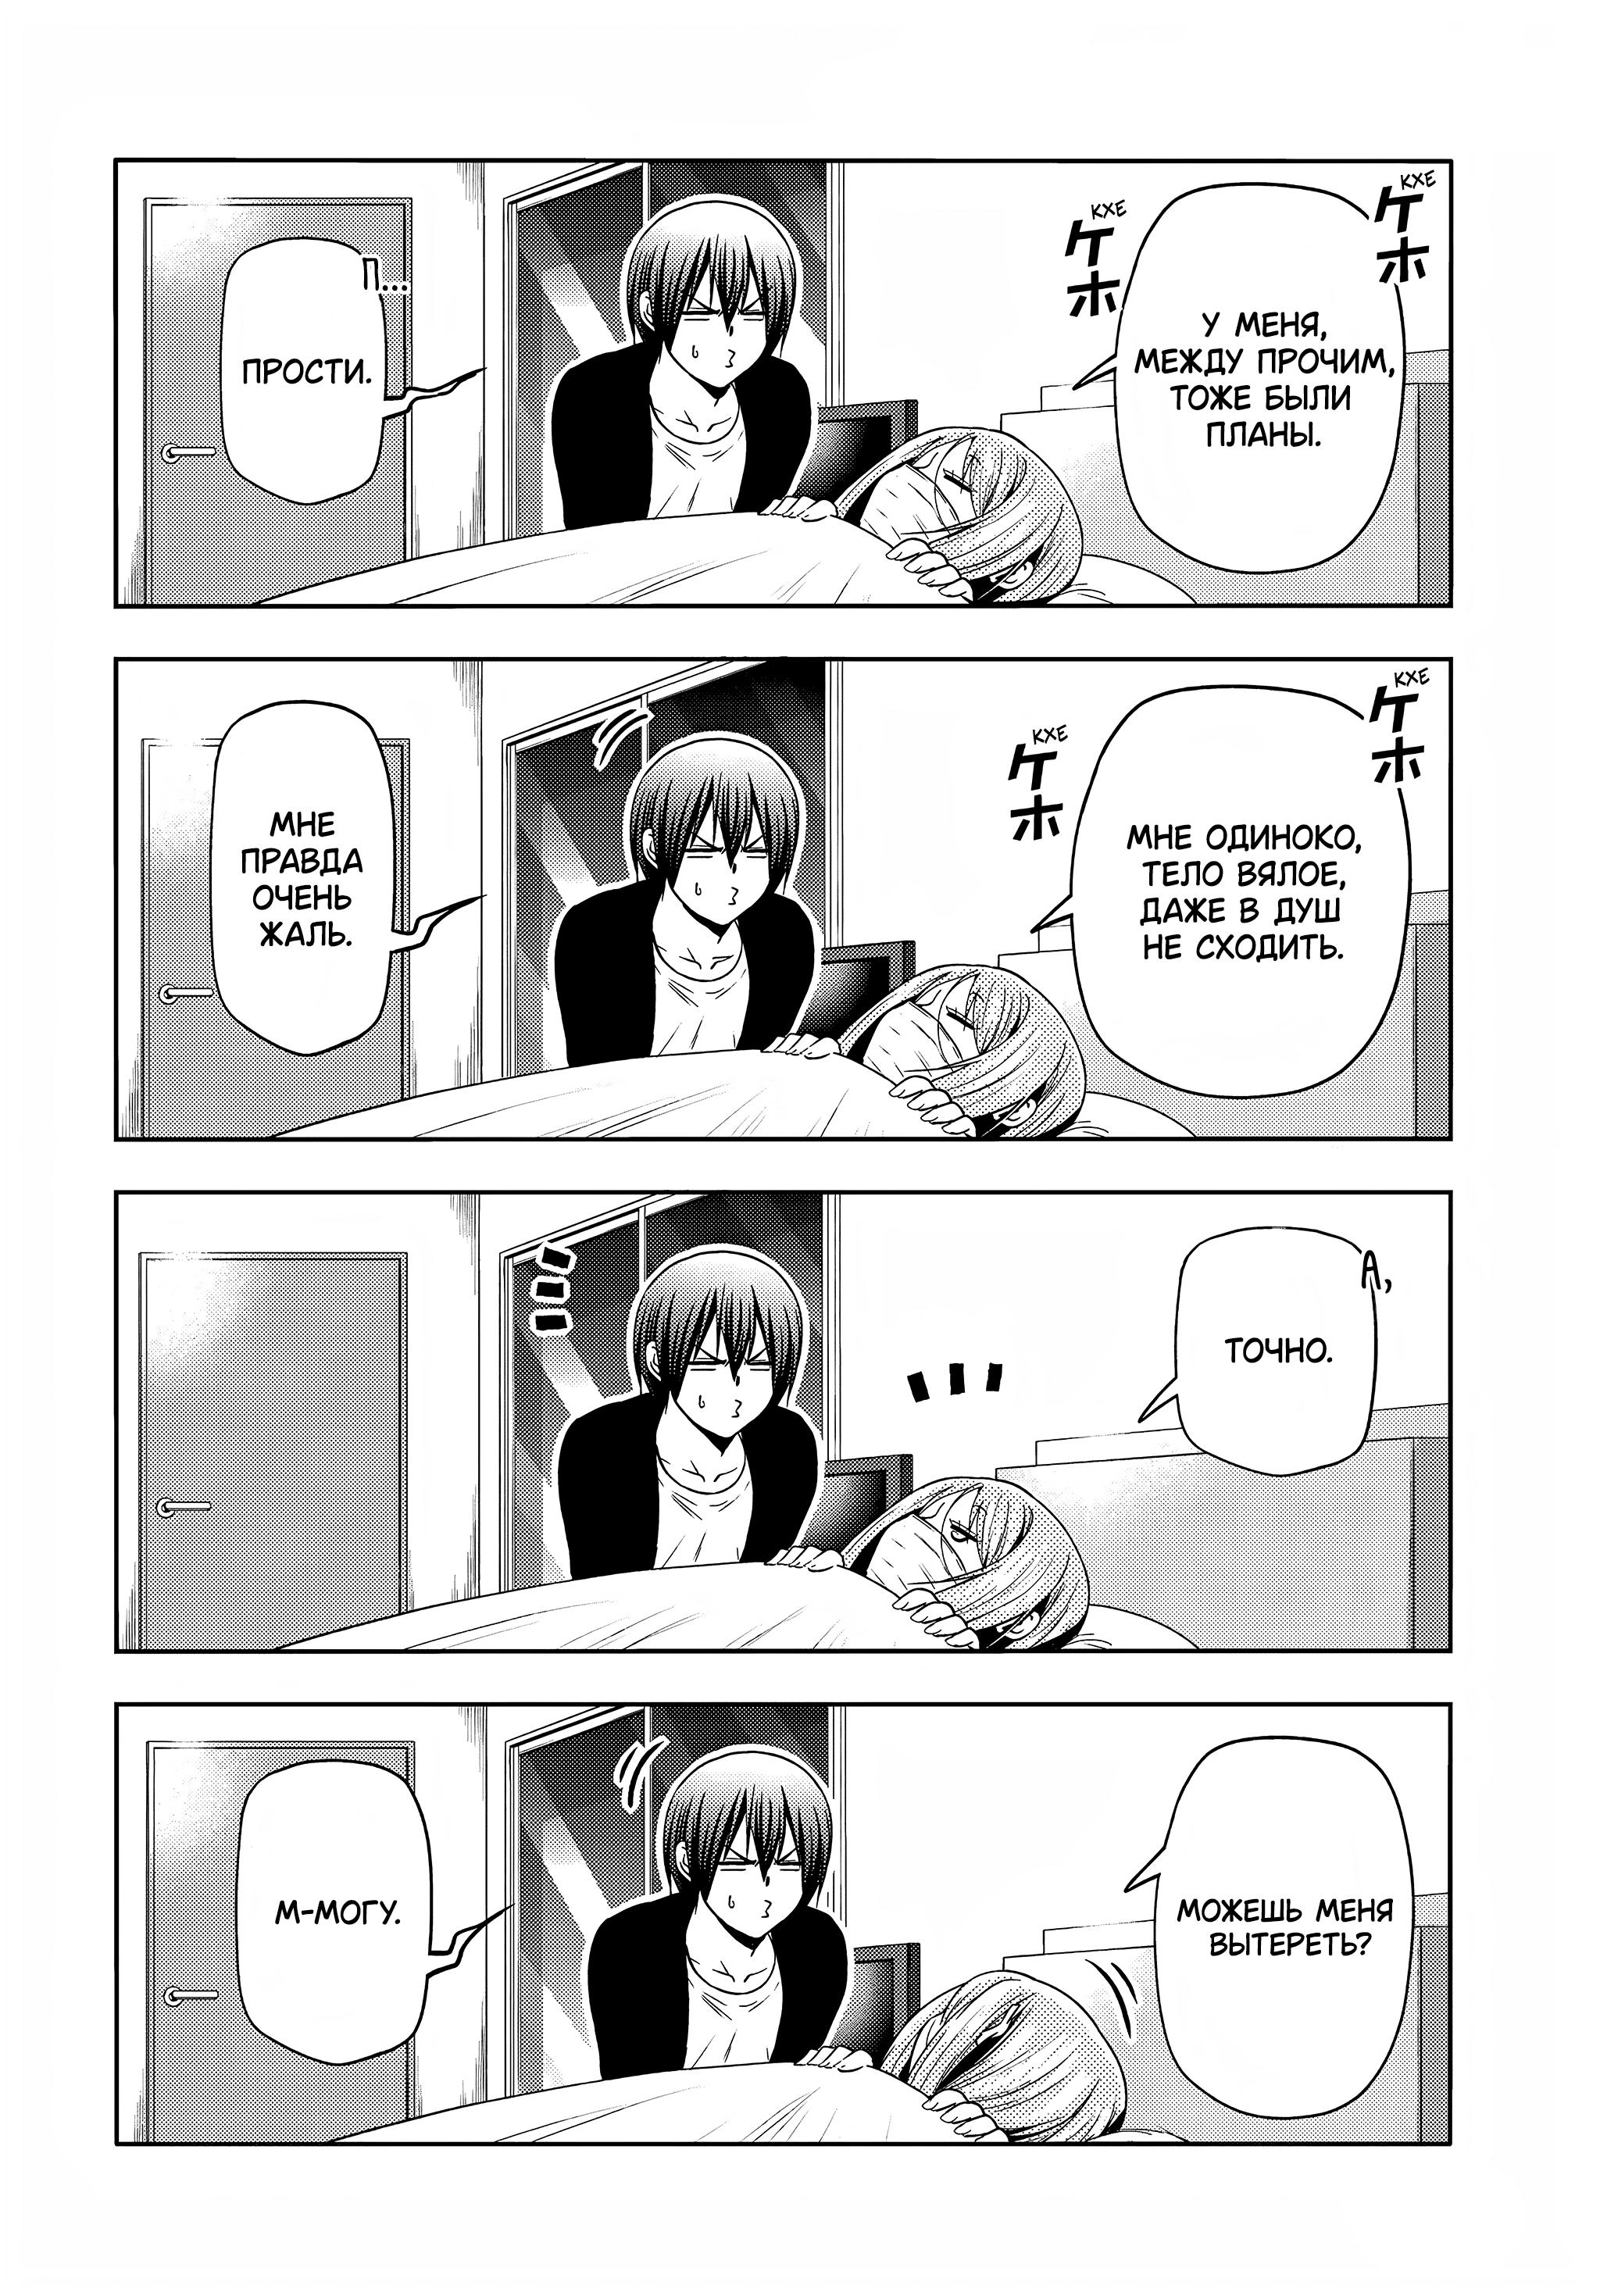 КХЕ
ケホ
КХЕ
ケホ
У МЕНЯ,
МЕЖДУ ПРОЧИМ,
ТОЖЕ БЫЛИ
ПЛАНЫ.
П...
ПРОСТИ.
КХЕ
ケホ
КХЕ
ケホ
МНЕ ОДИНОКО,
ТЕЛО ВЯЛОЕ,
ДАЖЕ В ДУШ
НЕ СХОДИТЬ.
МНЕ
ПРАВДА
ОЧЕНЬ
ЖАЛЬ.
А,
ТОЧНО.
МОЖЕШЬ МЕНЯ
ВЫТЕРЕТЬ?
М-МОГУ.